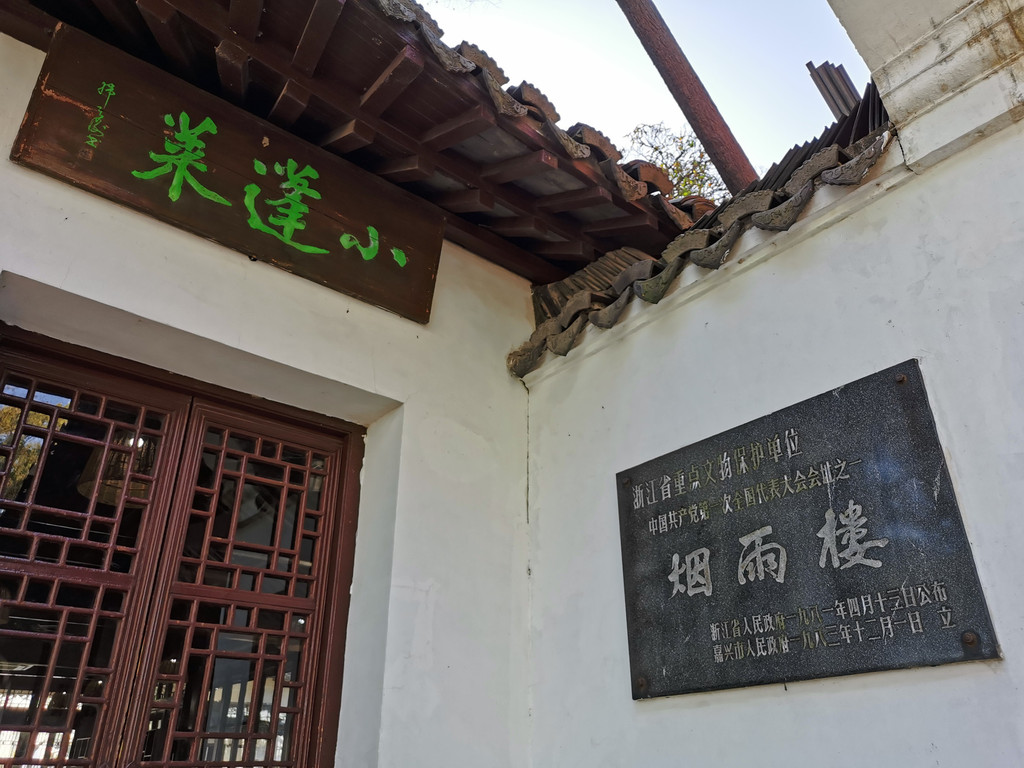 小蓬莱
浙江省重点文物保护单位
中国共产党第一次全国代表大会会址之一
烟雨楼
浙江省人民政府一九八一年四月十三日公布
嘉兴市人民政府一九八三年十二月一日 立